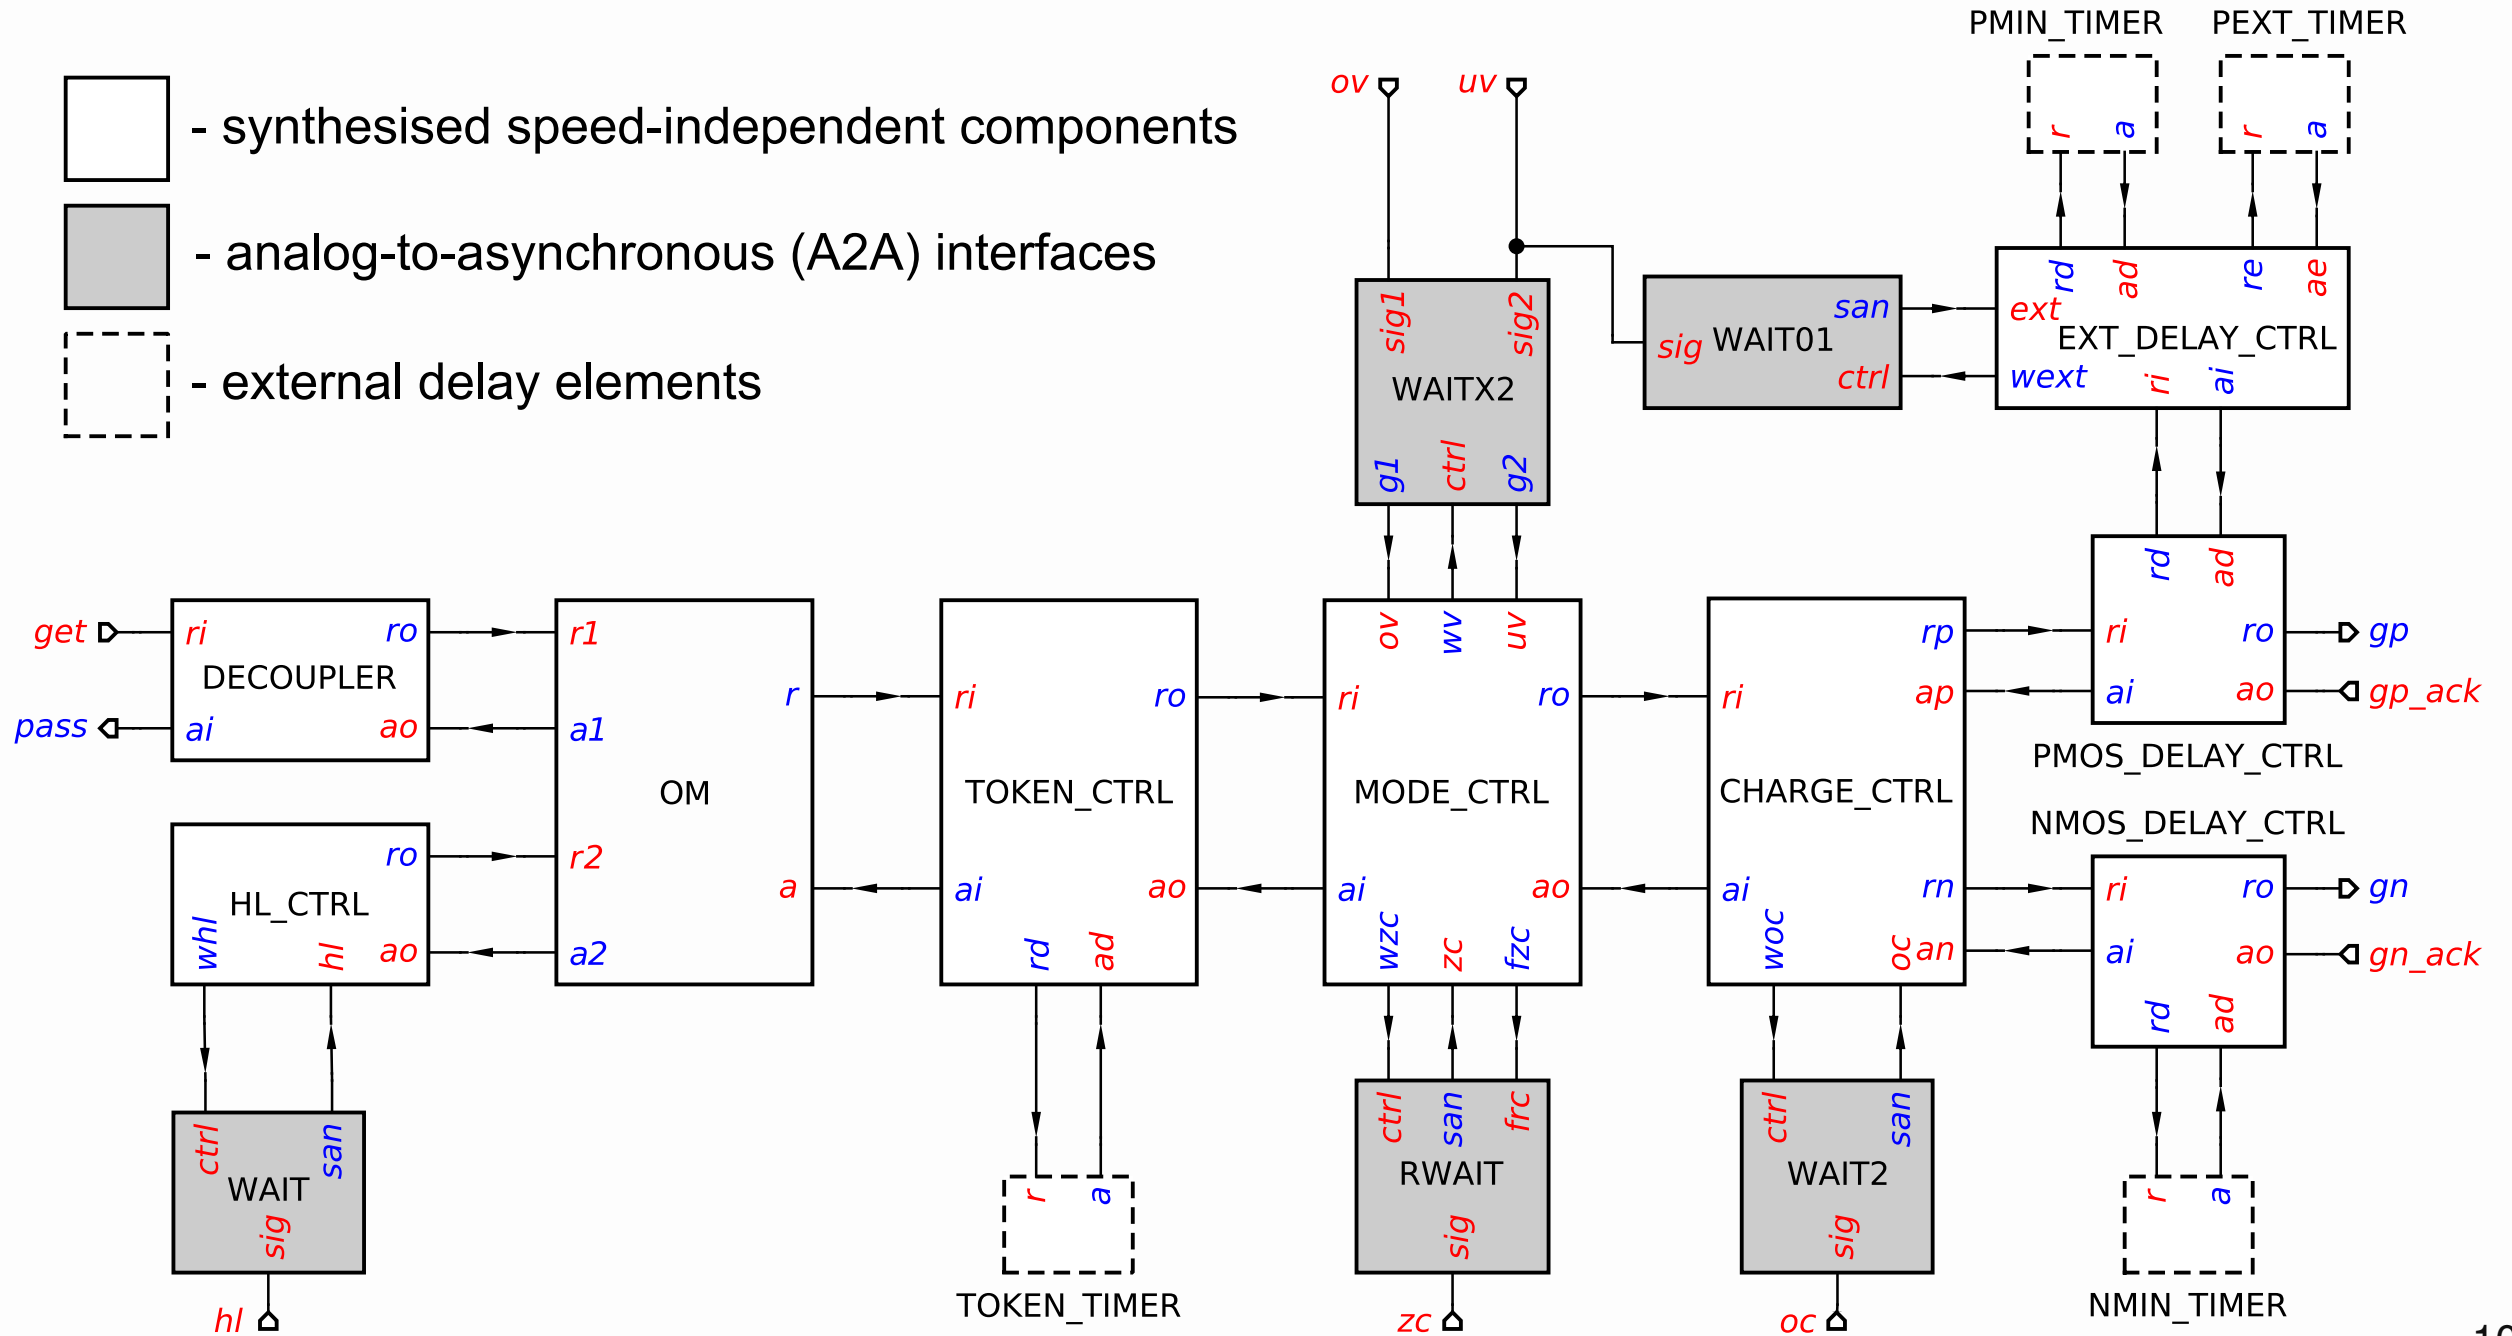 PMIN_TIMER PEXT_TIMER
r a r a
- synthesised speed-independent components
- analog-to-asynchronous (A2A) interfaces
- external delay elements
ov uv
sig1 sig2
WAITX2
g1 ctrl g2
san
sig WAIT01
ctrl
rd ad re ae
ext
EXT_DELAY_CTRL
wext ri ai
rd ad
ri ro gp
ai ao gp_ack
PMOS_DELAY_CTRL
get ri ro
DECOUPLER
pass ai ao
r1
r
a1
OM
r2
a
a2
ro
HL_CTRL
whl hl ao
ctrl san
WAIT
sig
hl
ri ro
TOKEN_CTRL
ai ao
rd ad
r a
TOKEN_TIMER
ov wv uv
ri ro
MODE_CTRL
ai ao
wzc zc fzc
ctrl san frc
RWAIT
sig
zc
rp
ri ap
CHARGE_CTRL
ai rn
woc oc an
ctrl san
WAIT2
sig
oc
NMOS_DELAY_CTRL
ri ro gn
ai ao gn_ack
rd ad
r a
NMIN_TIMER